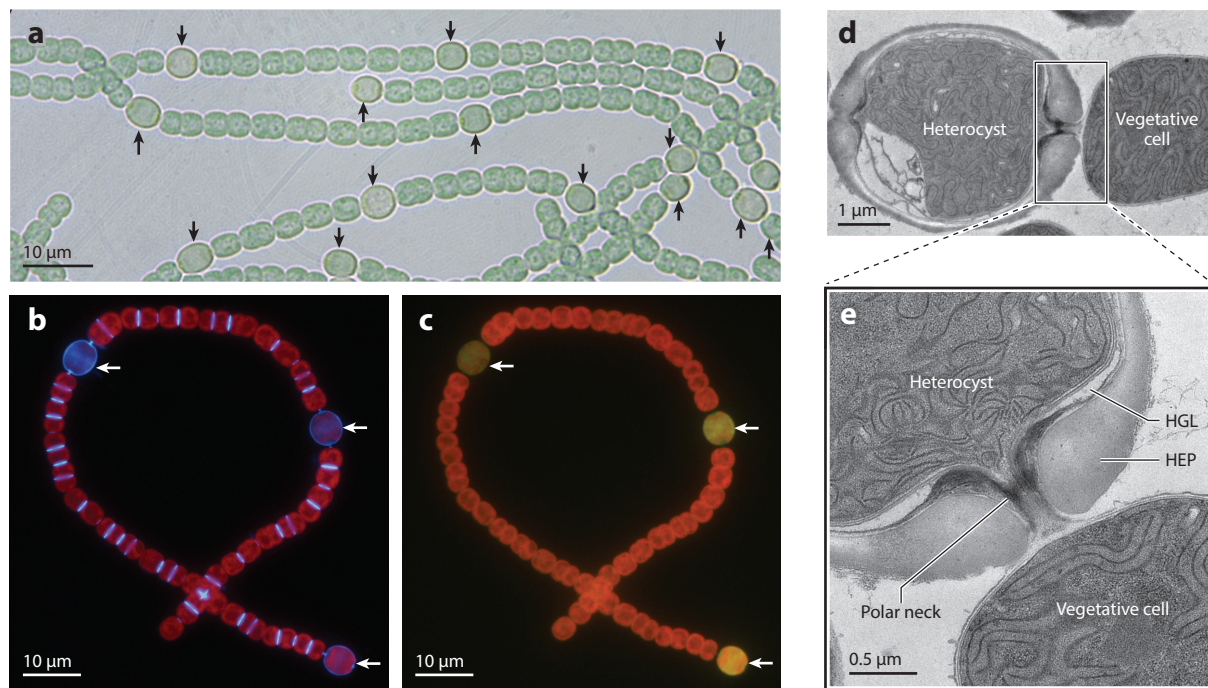 a
10 µm
b
10 µm
c
10 µm
d
Heterocyst
Vegetative
cell
1 µm
e
Heterocyst
HGL
HEP
Polar neck
Vegetative cell
0.5 µm